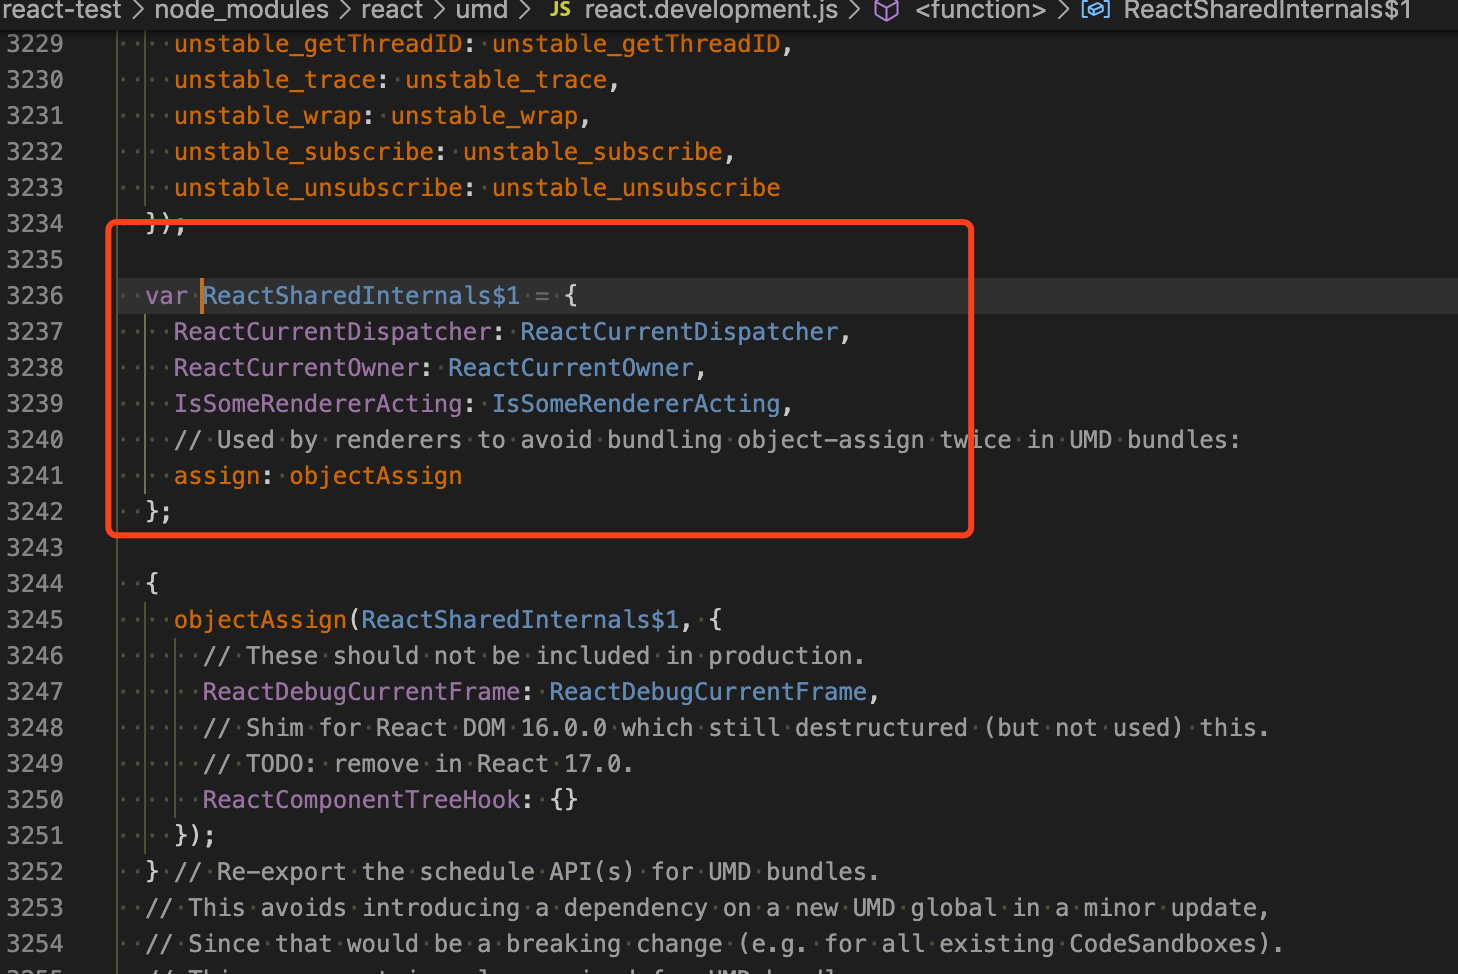 react-test > node_modules > react > umd > JS react.development.js > <function> > ReactSharedInternals$1
3229 unstable_getThreadID: unstable_getThreadID,
3230 unstable_trace: unstable_trace,
3231 unstable_wrap: unstable_wrap,
3232 unstable_subscribe: unstable_subscribe,
3233 unstable_unsubscribe: unstable_unsubscribe
3234 });
3235
3236 var ReactSharedInternals$1 = {
3237 ReactCurrentDispatcher: ReactCurrentDispatcher,
3238 ReactCurrentOwner: ReactCurrentOwner,
3239 IsSomeRendererActing: IsSomeRendererActing,
3240 // Used by renderers to avoid bundling object-assign twice in UMD bundles:
3241 assign: objectAssign
3242 };
3243
3244 {
3245 objectAssign(ReactSharedInternals$1, {
3246 // These should not be included in production.
3247 ReactDebugCurrentFrame: ReactDebugCurrentFrame,
3248 // Shim for React DOM 16.0.0 which still destructured (but not used) this.
3249 // TODO: remove in React 17.0.
3250 ReactComponentTreeHook: {}
3251 });
3252 } // Re-export the schedule API(s) for UMD bundles.
3253 // This avoids introducing a dependency on a new UMD global in a minor update,
3254 // Since that would be a breaking change (e.g. for all existing CodeSandboxes).